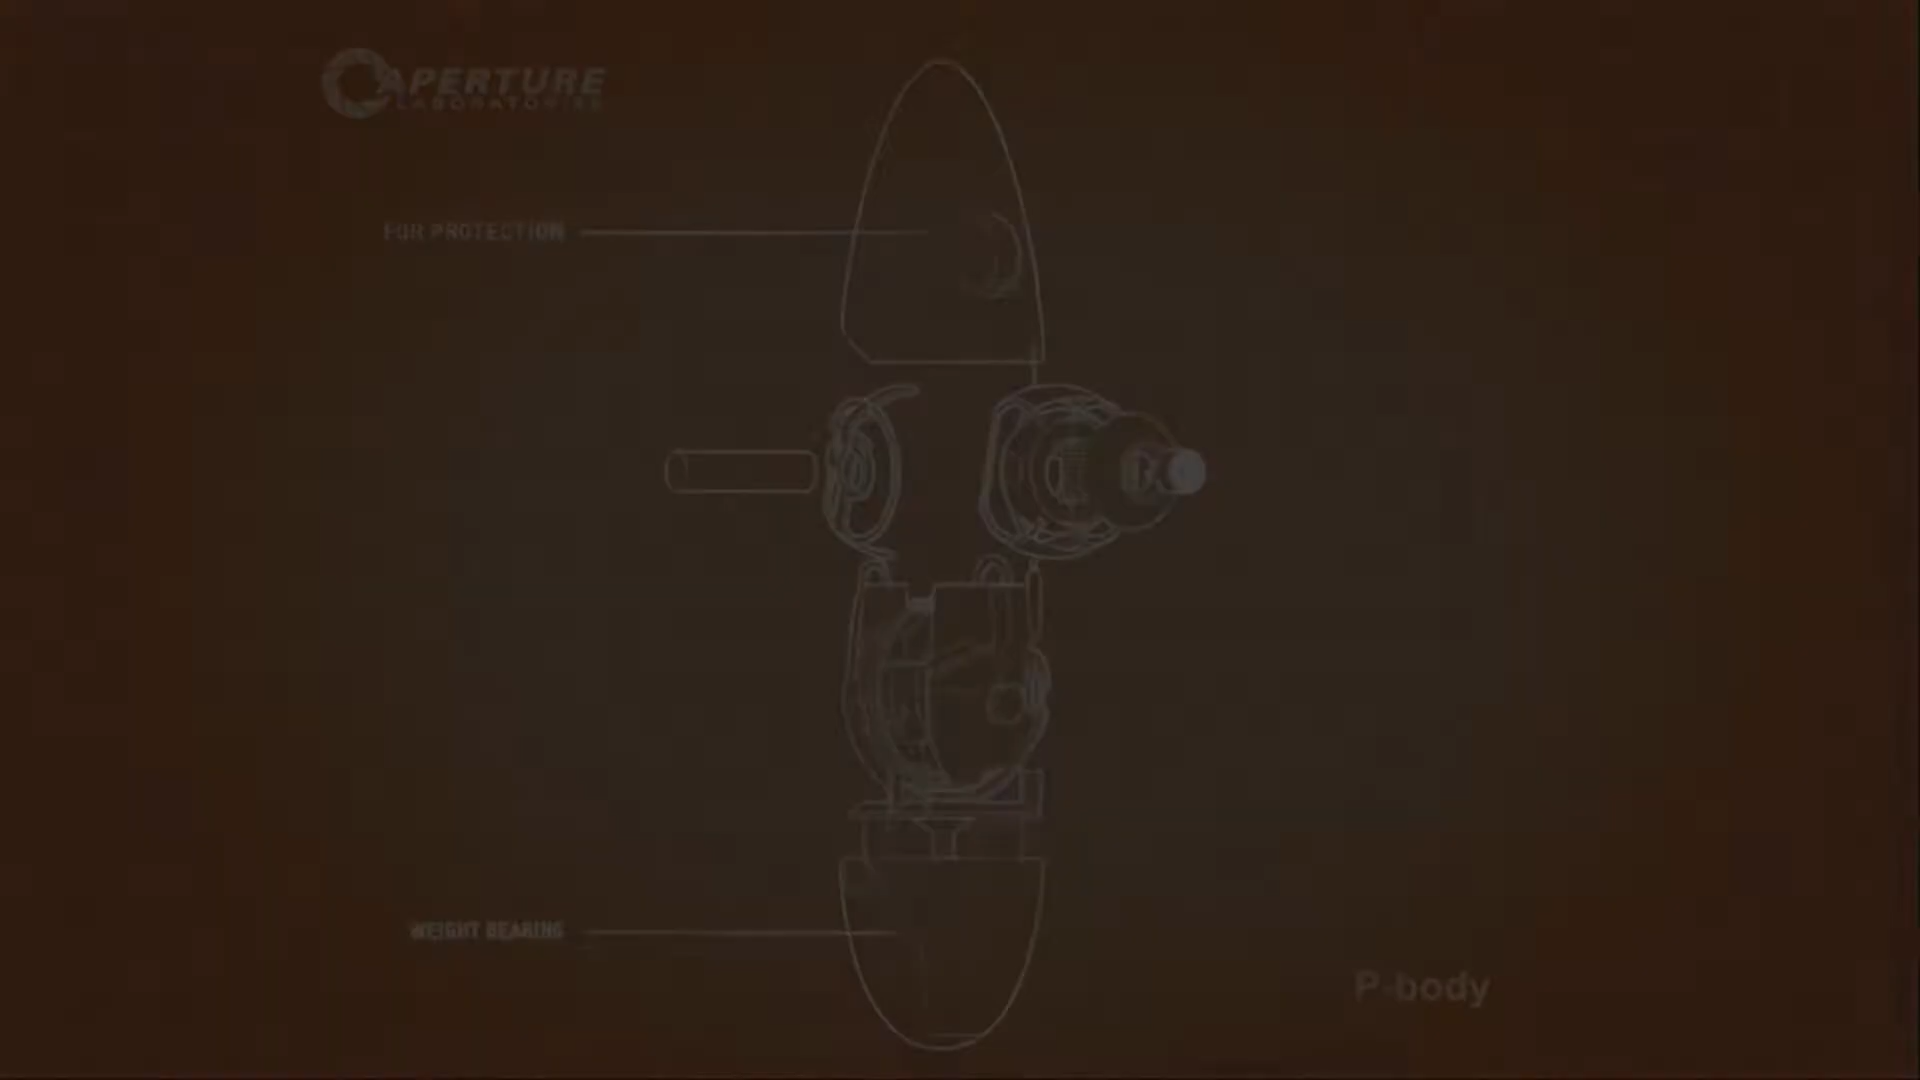 APERTURE
LABORATORIES
FOR PROTECTION
WEIGHT BEARING
P-body